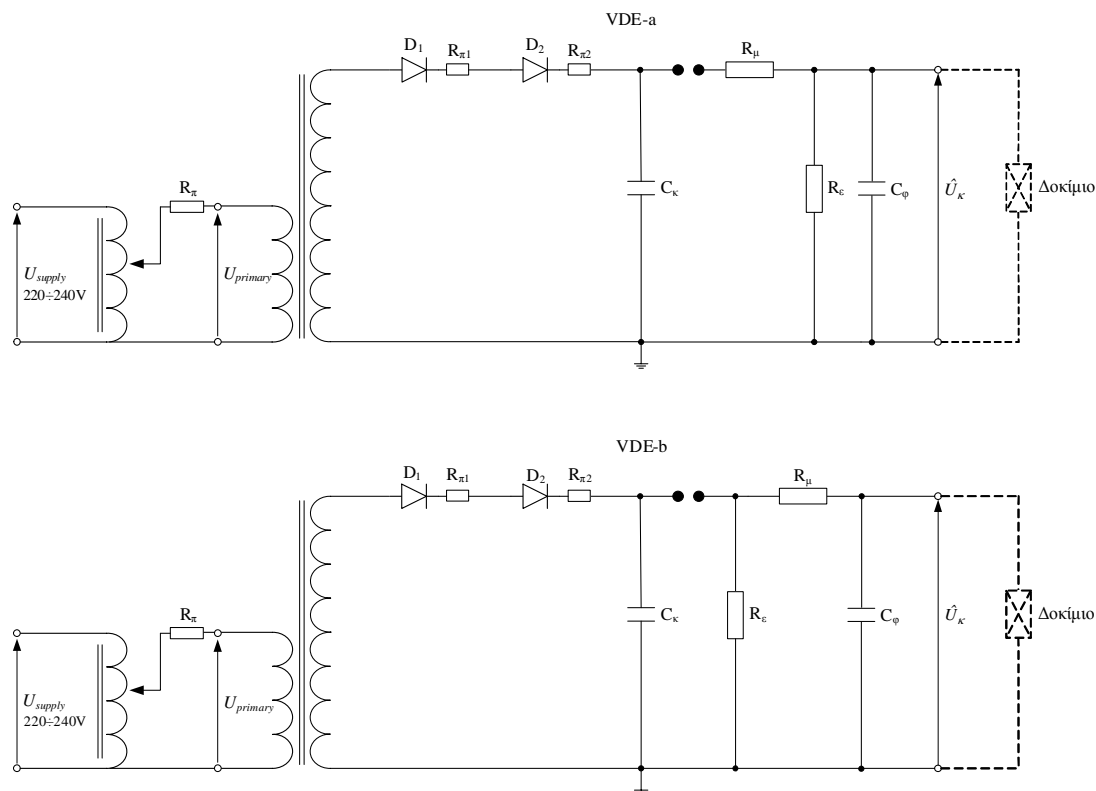 VDE-a
D1
Rπ1
D2
Rπ2
Rμ
Rπ
Cκ
Rε
Cφ
Ûκ
Δοκίμιο
Usupply
220÷240V
Uprimary
VDE-b
D1
Rπ1
D2
Rπ2
Rμ
Rπ
Cκ
Rε
Cφ
Ûκ
Δοκίμιο
Usupply
220÷240V
Uprimary